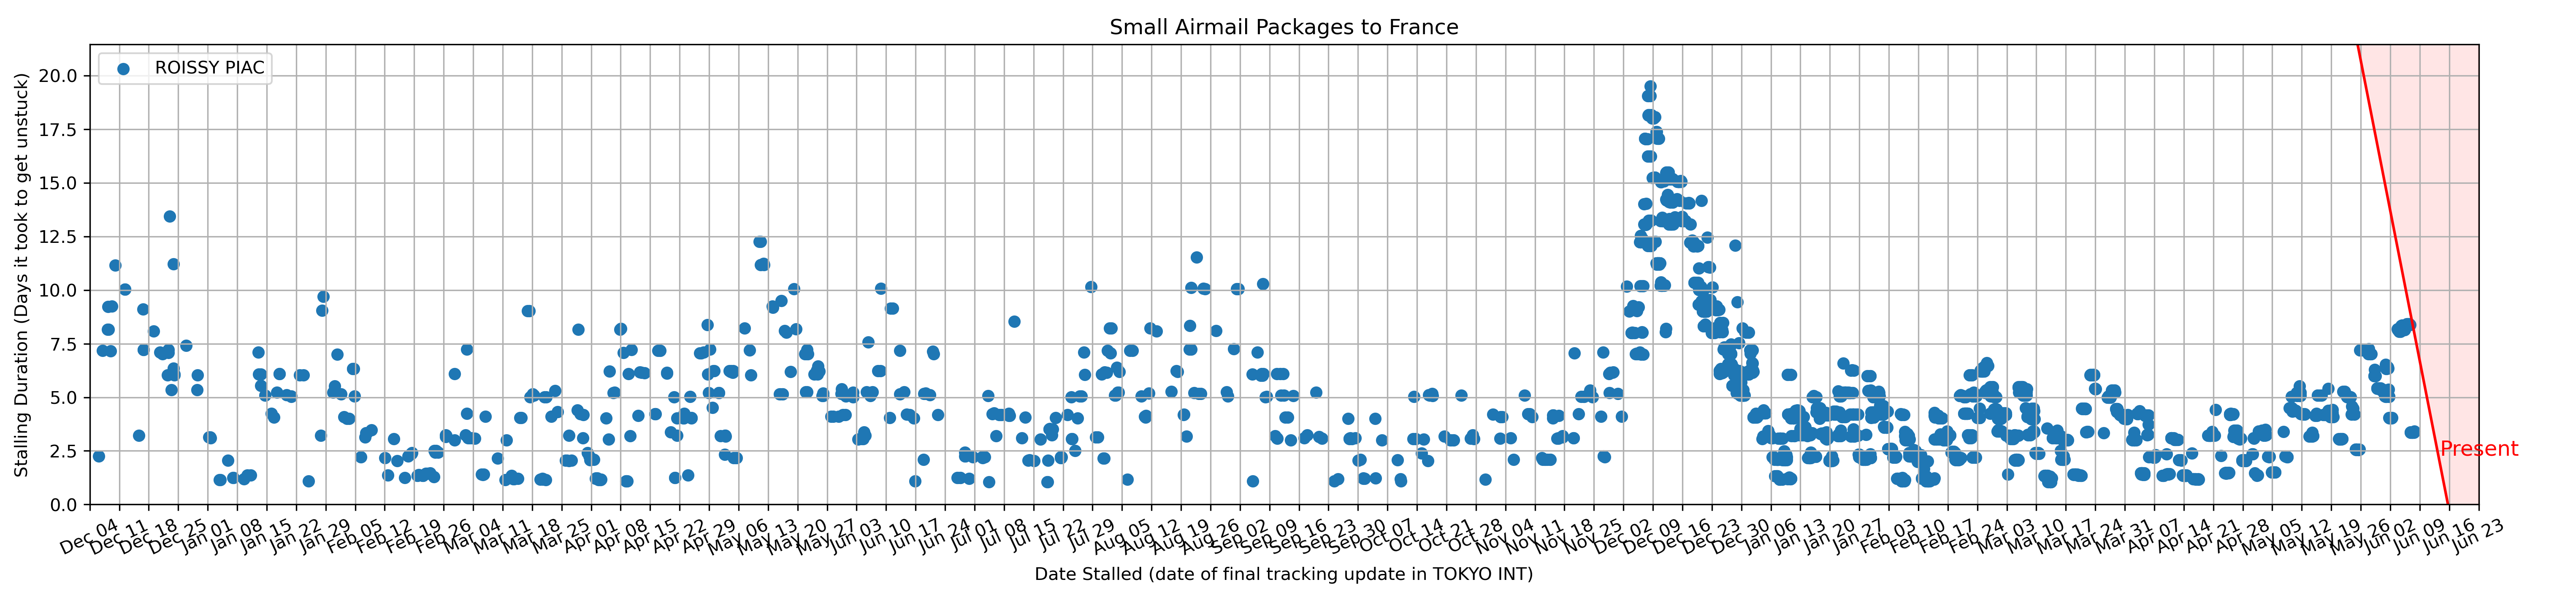 Small Airmail Packages to France
ROISSY PIAC
Stalling Duration (Days it took to get unstuck)
20.0
17.5
15.0
12.5
10.0
7.5
5.0
2.5
0.0
Present
Dec 04 Dec 11 Dec 18 Dec 25 Jan 01 Jan 08 Jan 15 Jan 22 Jan 29 Feb 05 Feb 12 Feb 19 Feb 26 Mar 04 Mar 11 Mar 18 Mar 25 Apr 01 Apr 08 Apr 15 Apr 22 Apr 29 May 06 May 13 May 20 May 27 Jun 03 Jun 10 Jun 17 Jun 24 Jul 01 Jul 08 Jul 15 Jul 22 Jul 29 Aug 05 Aug 12 Aug 19 Aug 26 Sep 02 Sep 09 Sep 16 Sep 23 Sep 30 Oct 07 Oct 14 Oct 21 Oct 28 Nov 04 Nov 11 Nov 18 Nov 25 Dec 02 Dec 09 Dec 16 Dec 23 Dec 30 Jan 06 Jan 13 Jan 20 Jan 27 Feb 03 Feb 10 Feb 17 Feb 24 Mar 03 Mar 10 Mar 17 Mar 24 Mar 31 Apr 07 Apr 14 Apr 21 Apr 28 May 05 May 12 May 19 May 26 Jun 02 Jun 09 Jun 16 Jun 23
Date Stalled (date of final tracking update in TOKYO INT)